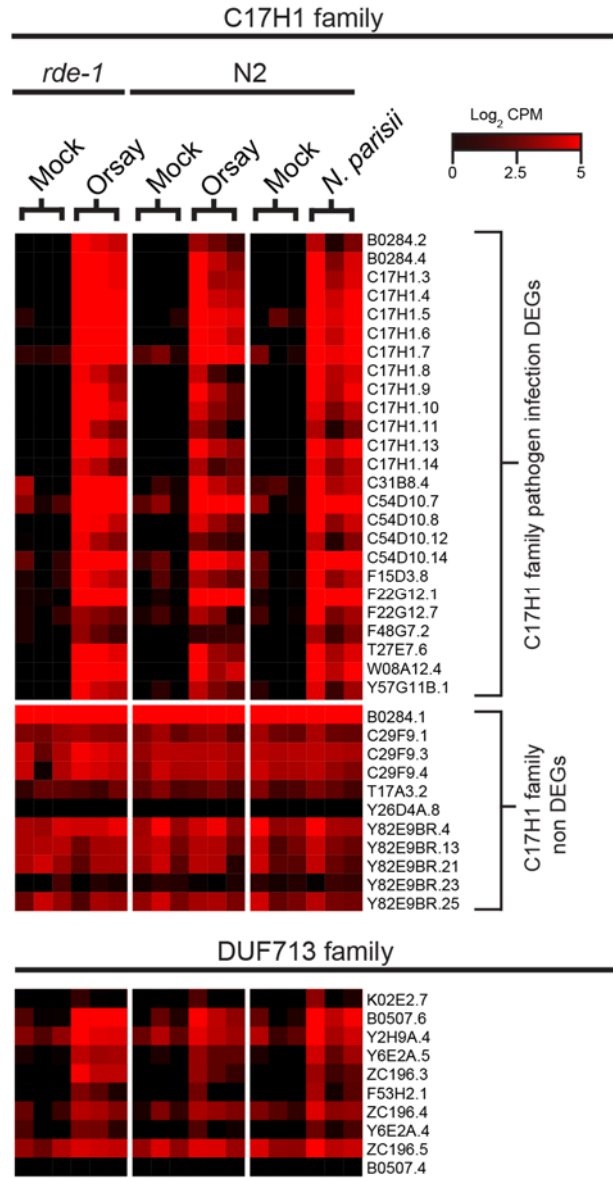 C17H1 family
rde-1
N2
Log2 CPM
0 2.5 5
Mock
Orsay
Mock
Orsay
Mock
N. parisii
B0284.2
B0284.4
C17H1.3
C17H1.4
C17H1.5
C17H1.6
C17H1.7
C17H1.8
C17H1.9
C17H1.10
C17H1.11
C17H1.13
C17H1.14
C31B8.4
C54D10.7
C54D10.8
C54D10.12
C54D10.14
F15D3.8
F22G12.1
F22G12.7
F48G7.2
T27E7.6
W08A12.4
Y57G11B.1
C17H1 family pathogen infection DEGs
B0284.1
C29F9.1
C29F9.3
C29F9.4
T17A3.2
Y26D4A.8
Y82E9BR.4
Y82E9BR.13
Y82E9BR.21
Y82E9BR.23
Y82E9BR.25
C17H1 family
non DEGs
DUF713 family
K02E2.7
B0507.6
Y2H9A.4
Y6E2A.5
ZC196.3
F53H2.1
ZC196.4
Y6E2A.4
ZC196.5
B0507.4